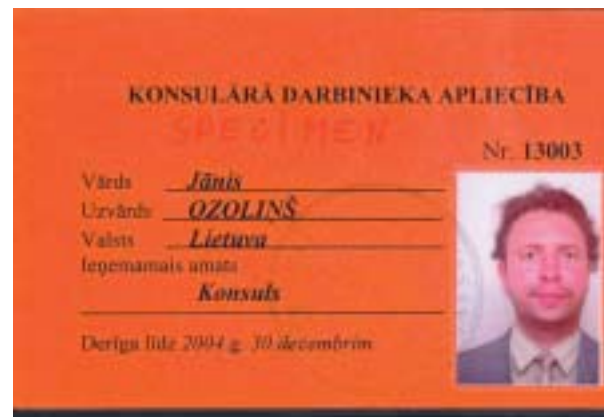 KONSULĀRĀ DARBINIEKA APLIECĪBA
SPECIMEN
Nr. 13003
Vārds Jānis
Uzvārds OZOLINŠ
Valsts Lietuva
Ieņemamais amats
Konsuls
Derīga līdz 2004 g. 30 decembrim